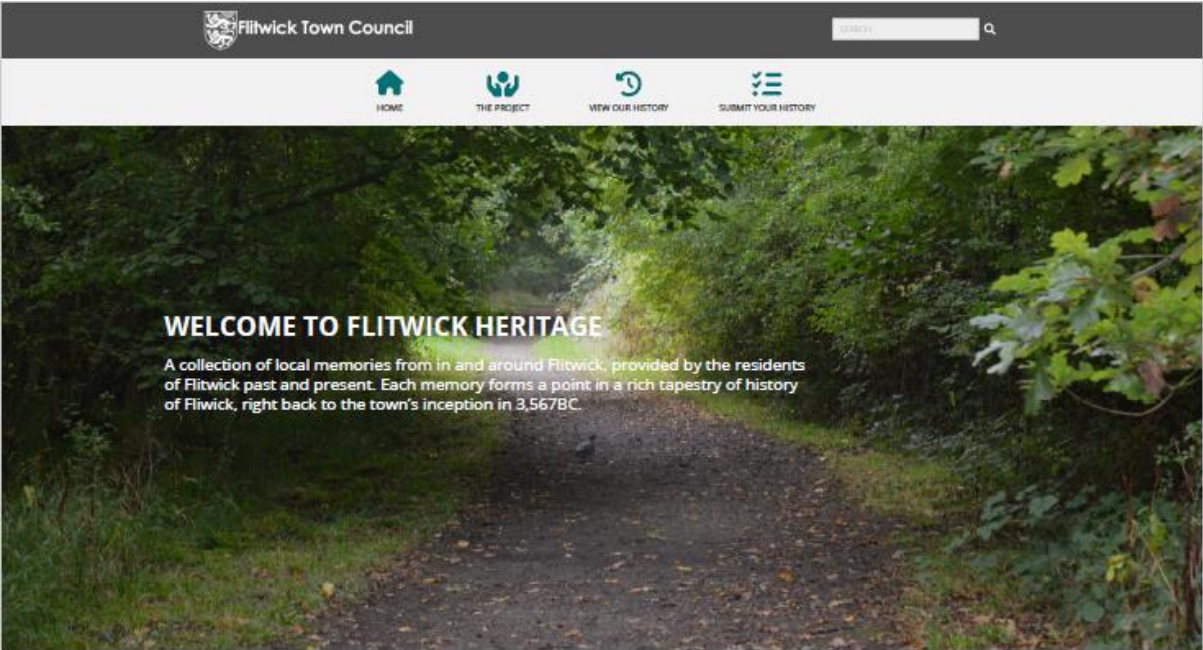 Flitwick Town Council
SEARCH
HOME
THE PROJECT
VIEW OUR HISTORY
SUBMIT YOUR HISTORY
WELCOME TO FLITWICK HERITAGE
A collection of local memories from in and around Flitwick, provided by the residents
of Flitwick past and present. Each memory forms a point in a rich tapestry of history
of Fliwick, right back to the town's inception in 3,567BC.